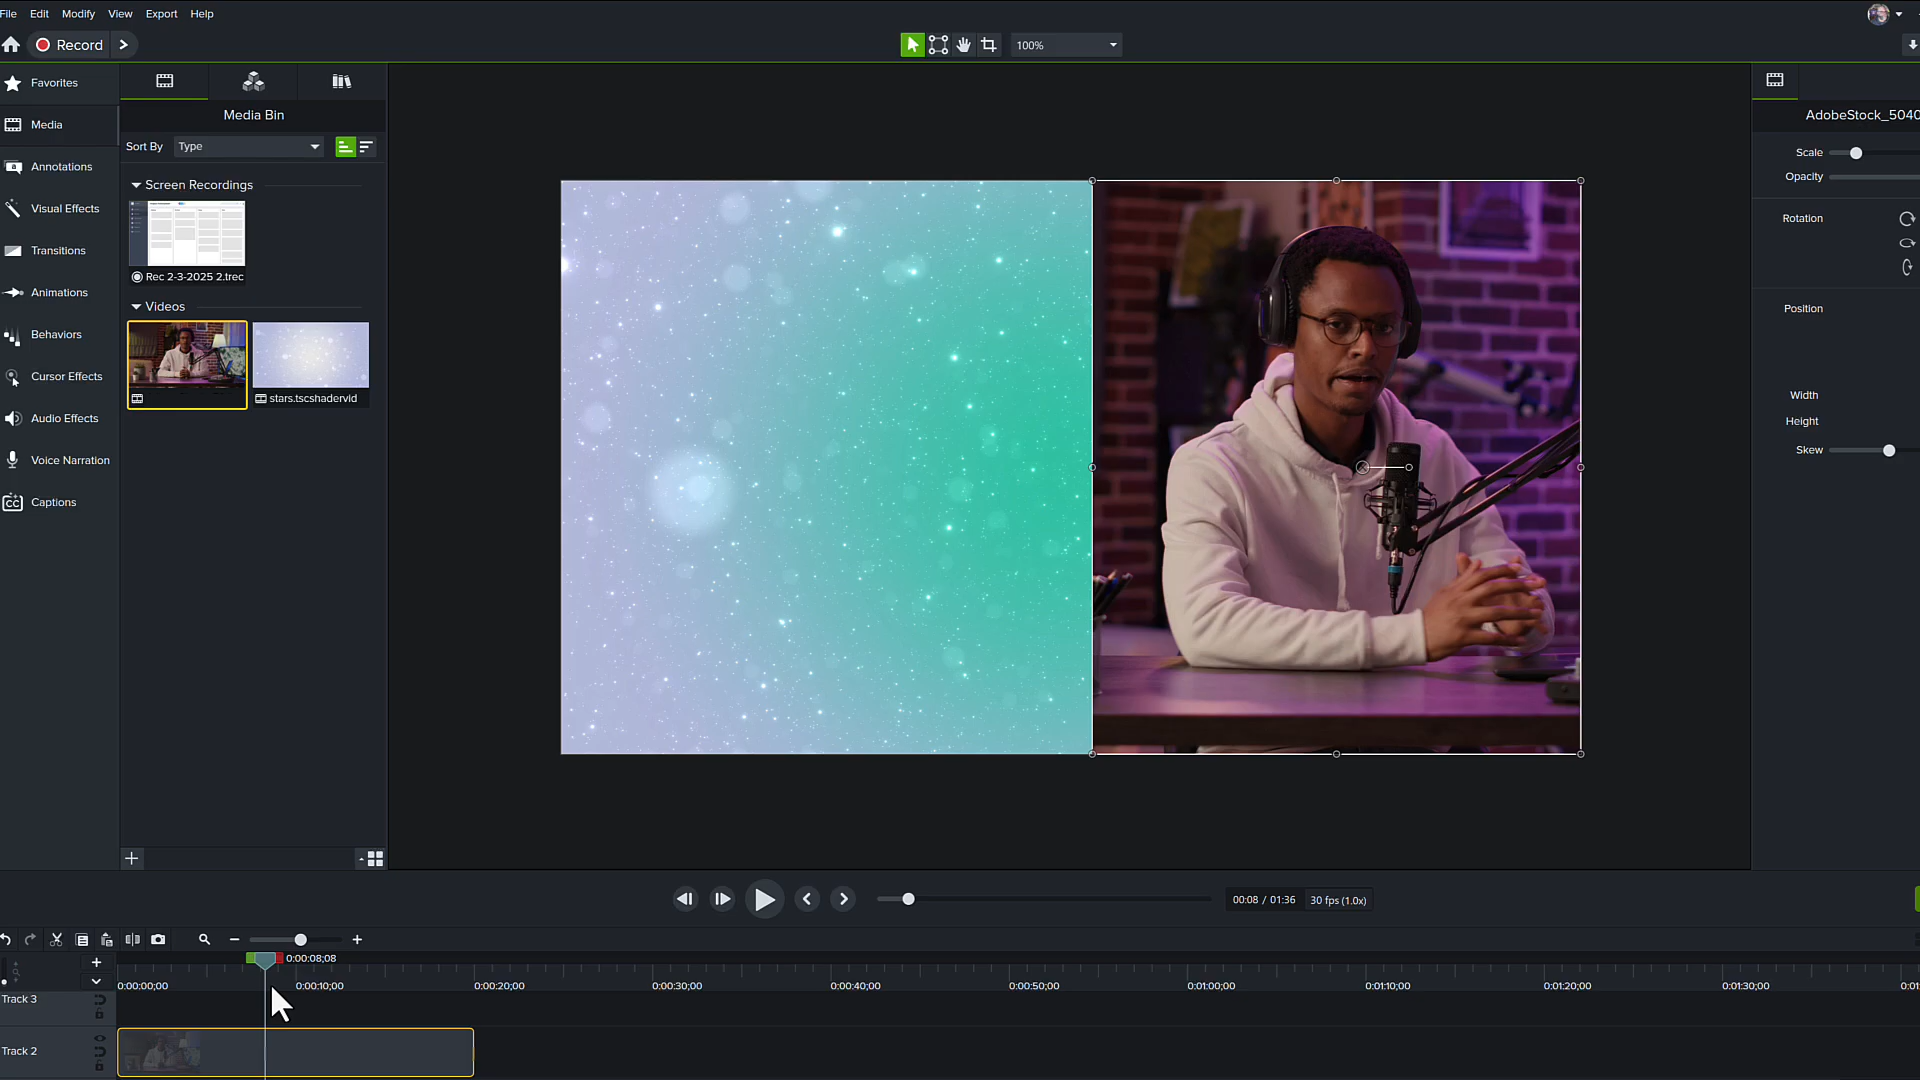 File Edit Modify View Export Help
Record
100%
Favorites
Media
Annotations
Visual Effects
Transitions
Animations
Behaviors
Cursor Effects
Audio Effects
Voice Narration
CC Captions
Media Bin
Sort By Type
Screen Recordings
Rec 2-3-2025 2.trec
Videos
stars.tscshadervid
AdobeStock_5040
Scale
Opacity
Rotation
Position
Width
Height
Skew
00:08 / 01:36 30 fps (1.0x)
0:00:08;08
0:00:00;00 0:00:10;00 0:00:20;00 0:00:30;00 0:00:40;00 0:00:50;00 0:01:00;00 0:01:10;00 0:01:20;00 0:01:30;00 0:01
Track 3
Track 2